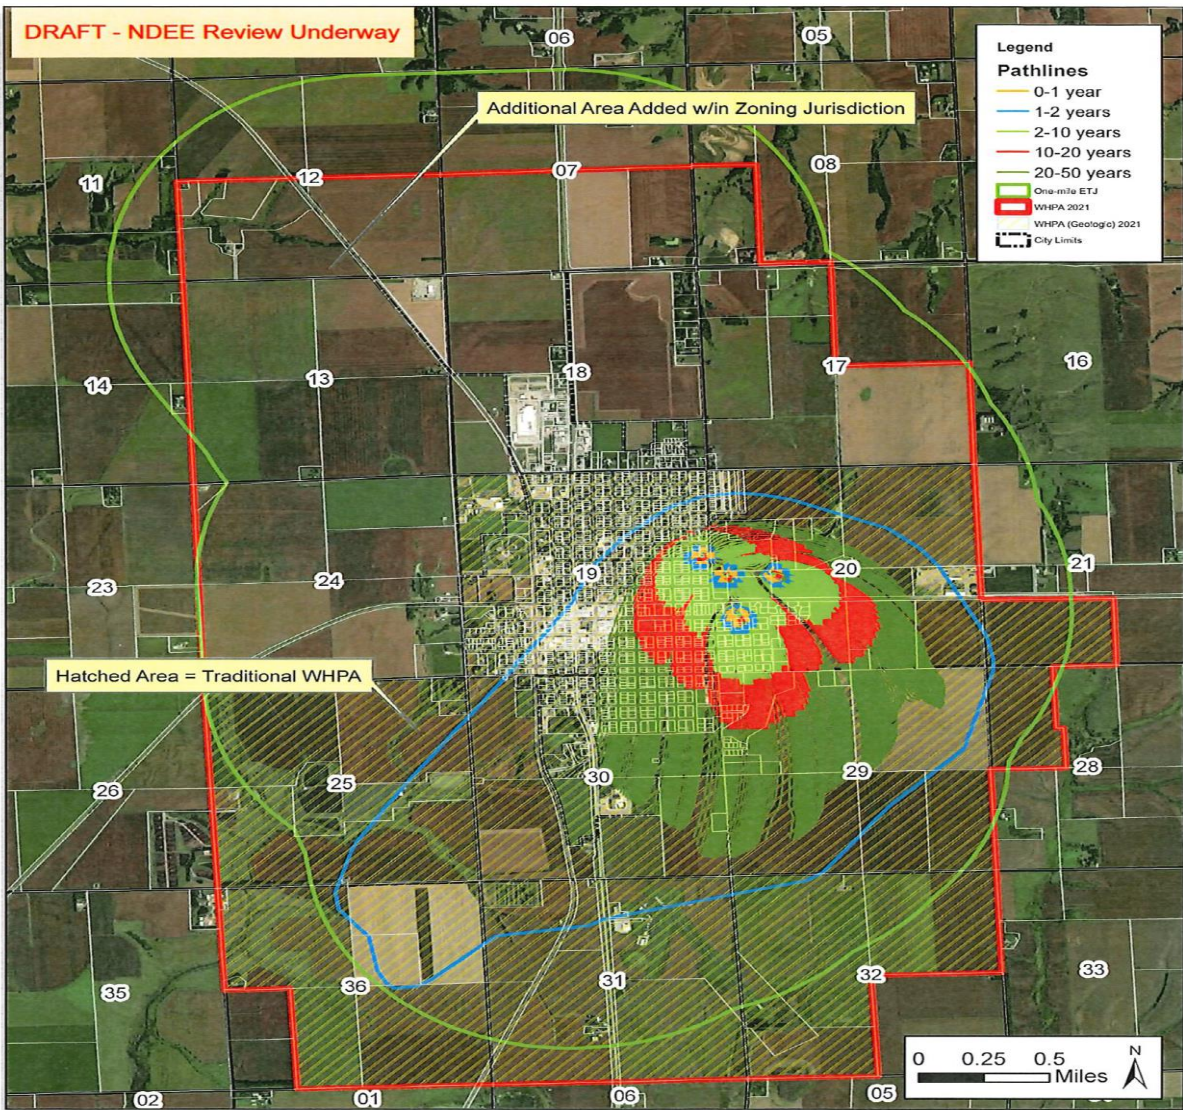 DRAFT - NDEE Review Underway
06
05
Legend
Pathlines
0-1 year
1-2 years
2-10 years
10-20 years
20-50 years
One-mile ETJ
WHPA 2021
WHPA (Geologic) 2021
City Limits
Additional Area Added w/in Zoning Jurisdiction
11
12
07
08
14
13
18
17
16
23
24
19
20
21
Hatched Area = Traditional WHPA
26
25
30
29
28
35
36
31
32
33
0 0.25 0.5
Miles
N
02
01
06
05